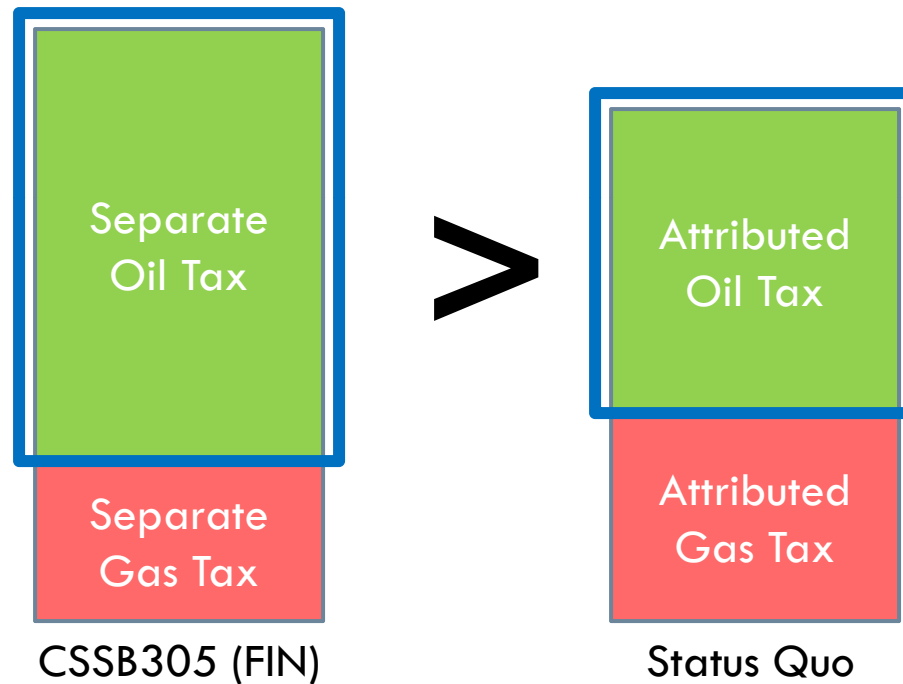 Separate
Oil Tax
Separate
Gas Tax
CSSB305 (FIN)
>
Attributed
Oil Tax
Attributed
Gas Tax
Status Quo